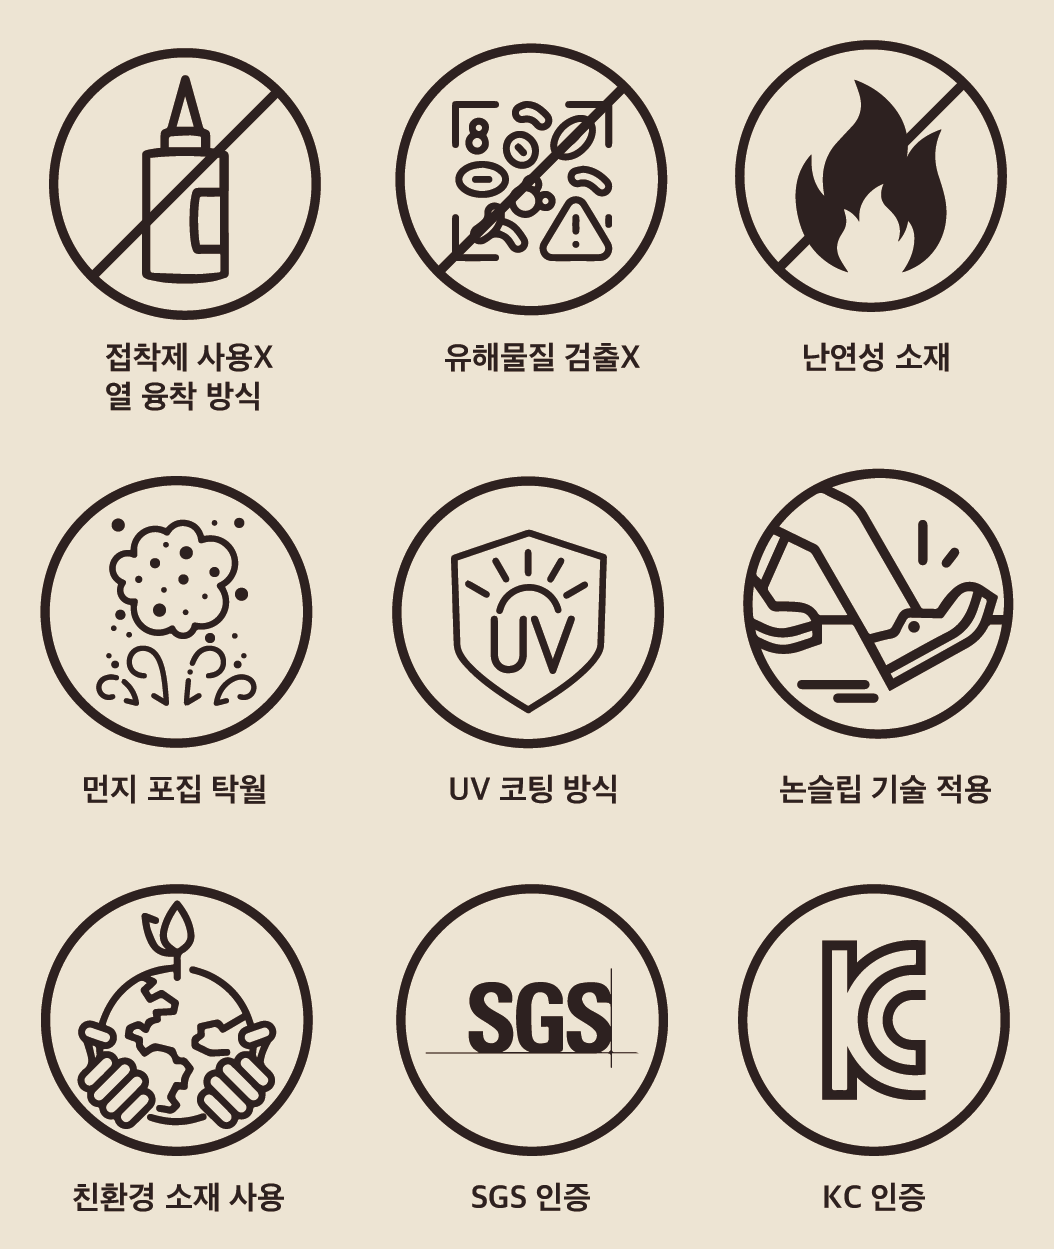 접착제 사용X
열 융착 방식
유해물질 검출X
난연성 소재
먼지 포집 탁월
UV
UV 코팅 방식
논슬립 기술 적용
친환경 소재 사용
SGS
SGS 인증
KC
KC 인증